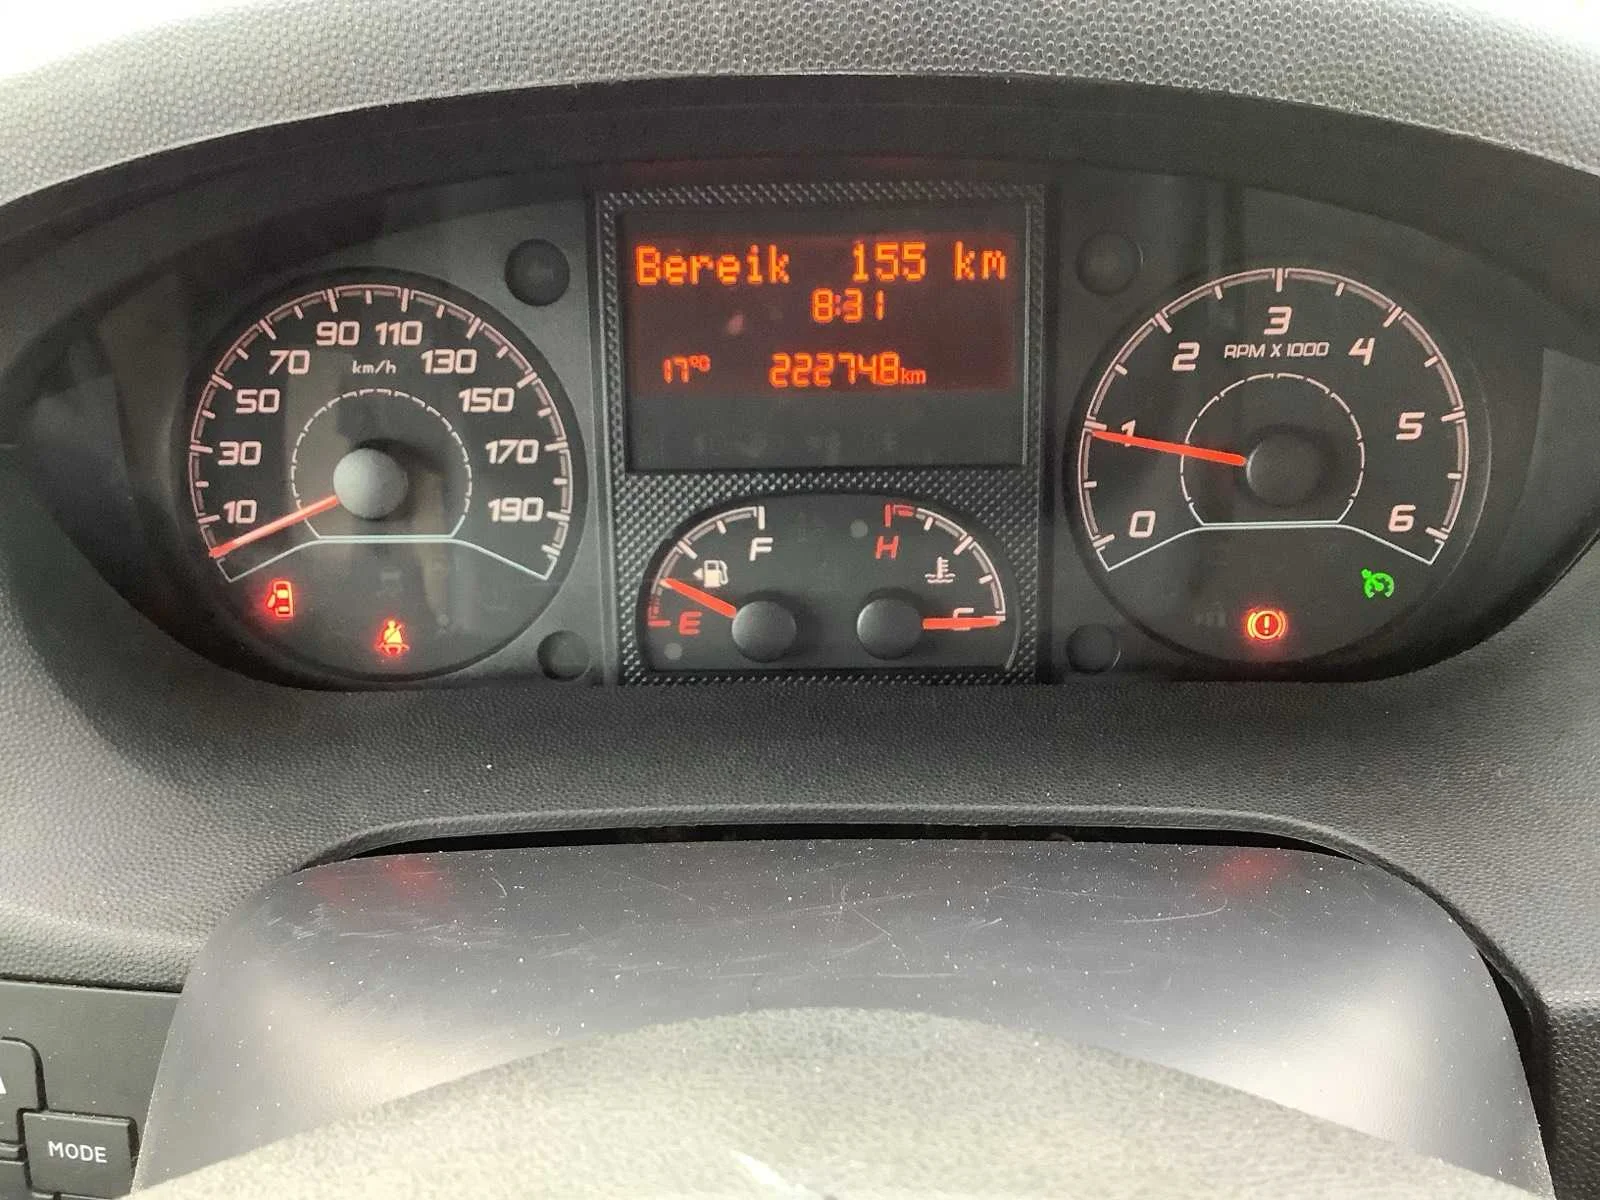 Bereik 155 km
8:31
17°C 222748km
90 110
70 km/h 130
50 150
30 170
10 190
3
2 RPM X 1000 4
1 5
0 6
F H
E C
MODE